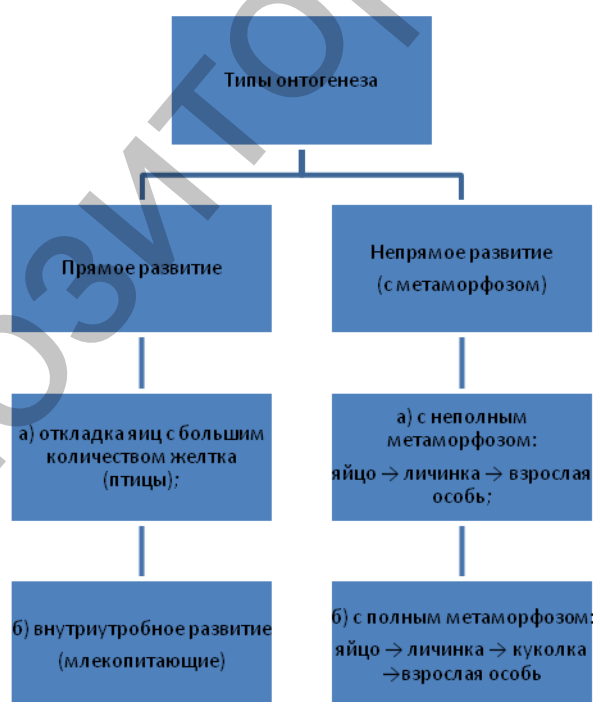 Типы онтогенеза
Прямое развитие
Непрямое развитие
(с метаморфозом)
а) откладка яиц с большим
количеством желтка
(птицы);
а) с неполным
метаморфозом:
яйцо → личинка → взрослая
особь;
б) внутриутробное развитие
(млекопитающие)
б) с полным метаморфозом:
яйцо → личинка → куколка
→взрослая особь